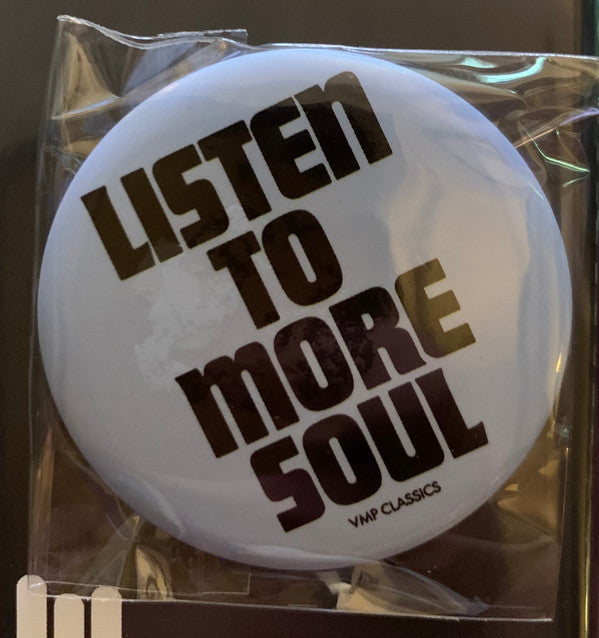 LISTEN
TO
MORE
SOUL
VMP CLASSICS